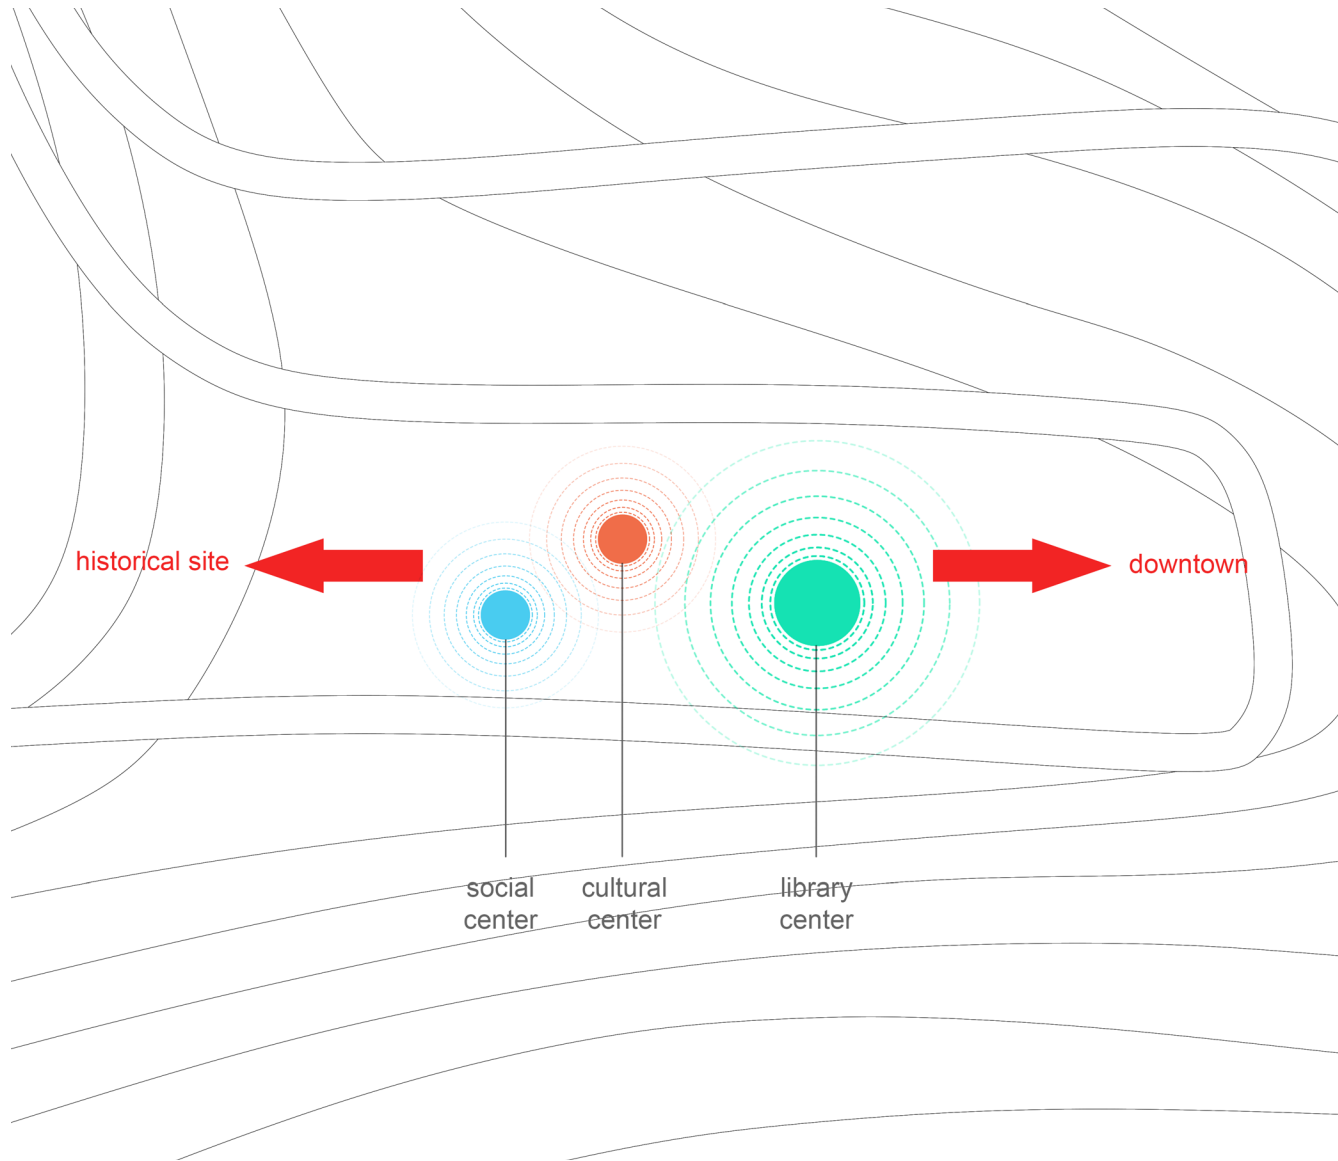 historical site
downtown
social
center
cultural
center
library
center